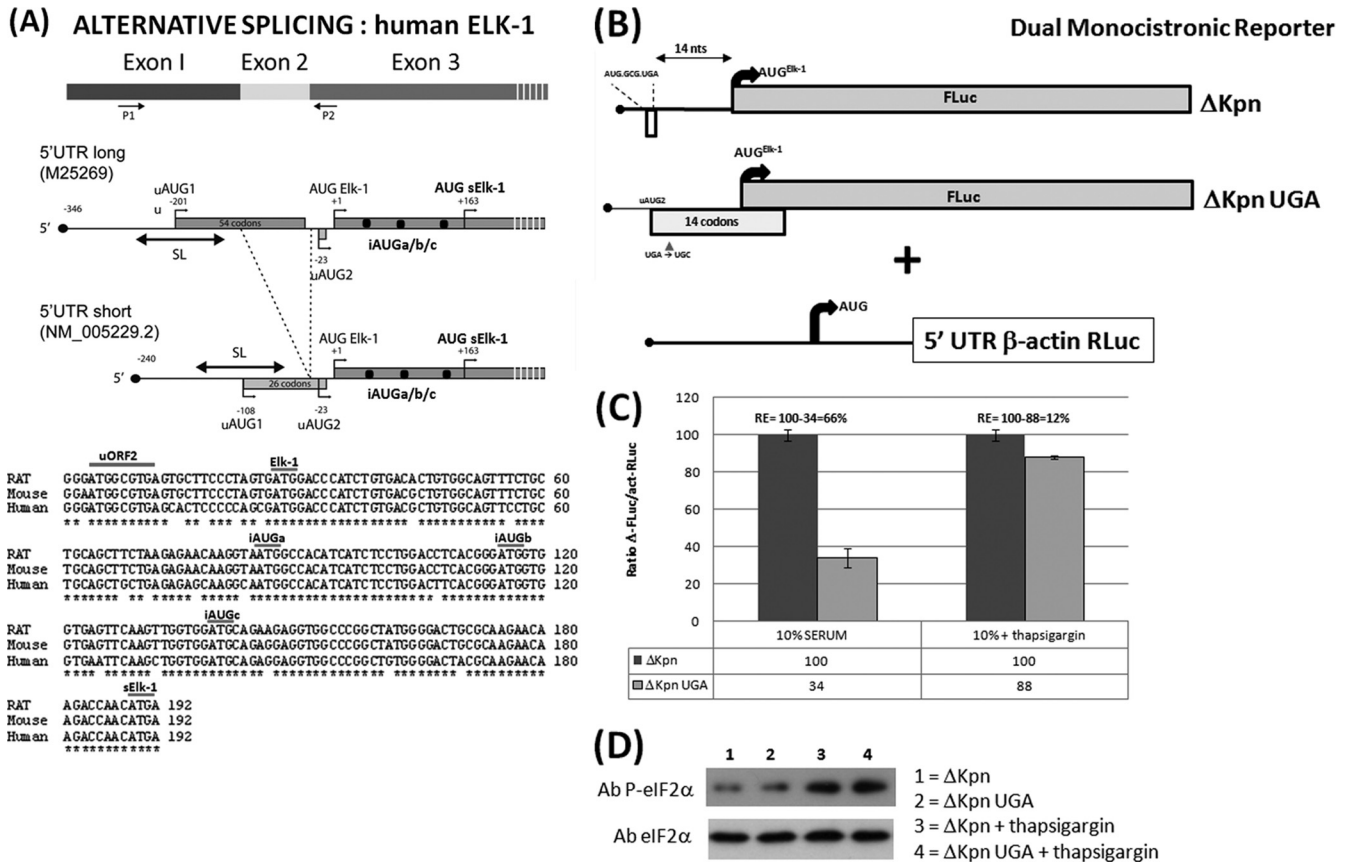 (A) ALTERNATIVE SPLICING : human ELK-1
Exon I Exon 2 Exon 3
P1 P2
5'UTR long
(M25269)
uAUG1
u
-201
AUG Elk-1
+1
AUG sElk-1
+163
-346
5'
54 codons
SL
iAUGa/b/c
-23
uAUG2
5'UTR short
(NM_005229.2)
AUG Elk-1
+1
AUG sElk-1
+163
-240
SL
5'
26 codons
iAUGa/b/c
-108
uAUG1
-23
uAUG2
uORF2 Elk-1
RAT GGGATGGCGTGAGTGCTTCCCTAGTGATGGACCCATCTGTGACACTGTGGCAGTTTCTGC 60
Mouse GGAATGGCGTGAGTGCTTCCCTAGTGATGGACCCATCTGTGACGCTGTGGCAGTTTCTGC 60
Human GGGATGGCGTGAGCACTCCCCCAGCGATGGACCCATCTGTGACGCTGTGGCAGTTCCTGC 60
iAUGa iAUGb
RAT TGCAGCTTCTAAGAGAACAAGGTAATGGCCACATCATCTCCTGGACCTCACGGGATGGTG 120
Mouse TGCAGCTTCTGAGAGAACAAGGTAATGGCCACATCATCTCCTGGACCTCACGGGATGGTG 120
Human TGCAGCTGCTGAGAGAGCAAGGCAATGGCCACATCATCTCCTGGACTTCACGGGATGGTG 120
iAUGc
RAT GTGAGTTCAAGTTGGTGGATGCAGAAGAGGTGGCCCGGCTATGGGGACTGCGCAAGAACA 180
Mouse GTGAGTTCAAGTTGGTGGATGCAGAGGAGGTGGCCCGGCTATGGGGACTGCGCAAGAACA 180
Human GTGAATTCAAGCTGGTGGATGCAGAGGAGGTGGCCCGGCTGTGGGGACTACGCAAGAACA 180
sElk-1
RAT AGACCAACATGA 192
Mouse AGACCAACATGA 192
Human AGACCAACATGA 192
(B) Dual Monocistronic Reporter
14 nts
AUG.GCG.UGA
AUG Elk-1
FLuc
ΔKpn
AUG Elk-1
uAUG2
FLuc
ΔKpn UGA
14 codons
UGA → UGC
+
AUG
5' UTR β-actin RLuc
(C)
Ratio Δ-FLuc/act-RLuc
120
100
80
60
40
20
0
RE= 100-34=66% RE= 100-88=12%
10% SERUM 10% + thapsigargin
ΔKpn 100 100
ΔKpn UGA 34 88
(D)
1 2 3 4
Ab P-eIF2α
Ab eIF2α
1 = ΔKpn
2 = ΔKpn UGA
3 = ΔKpn + thapsigargin
4 = ΔKpn UGA + thapsigargin